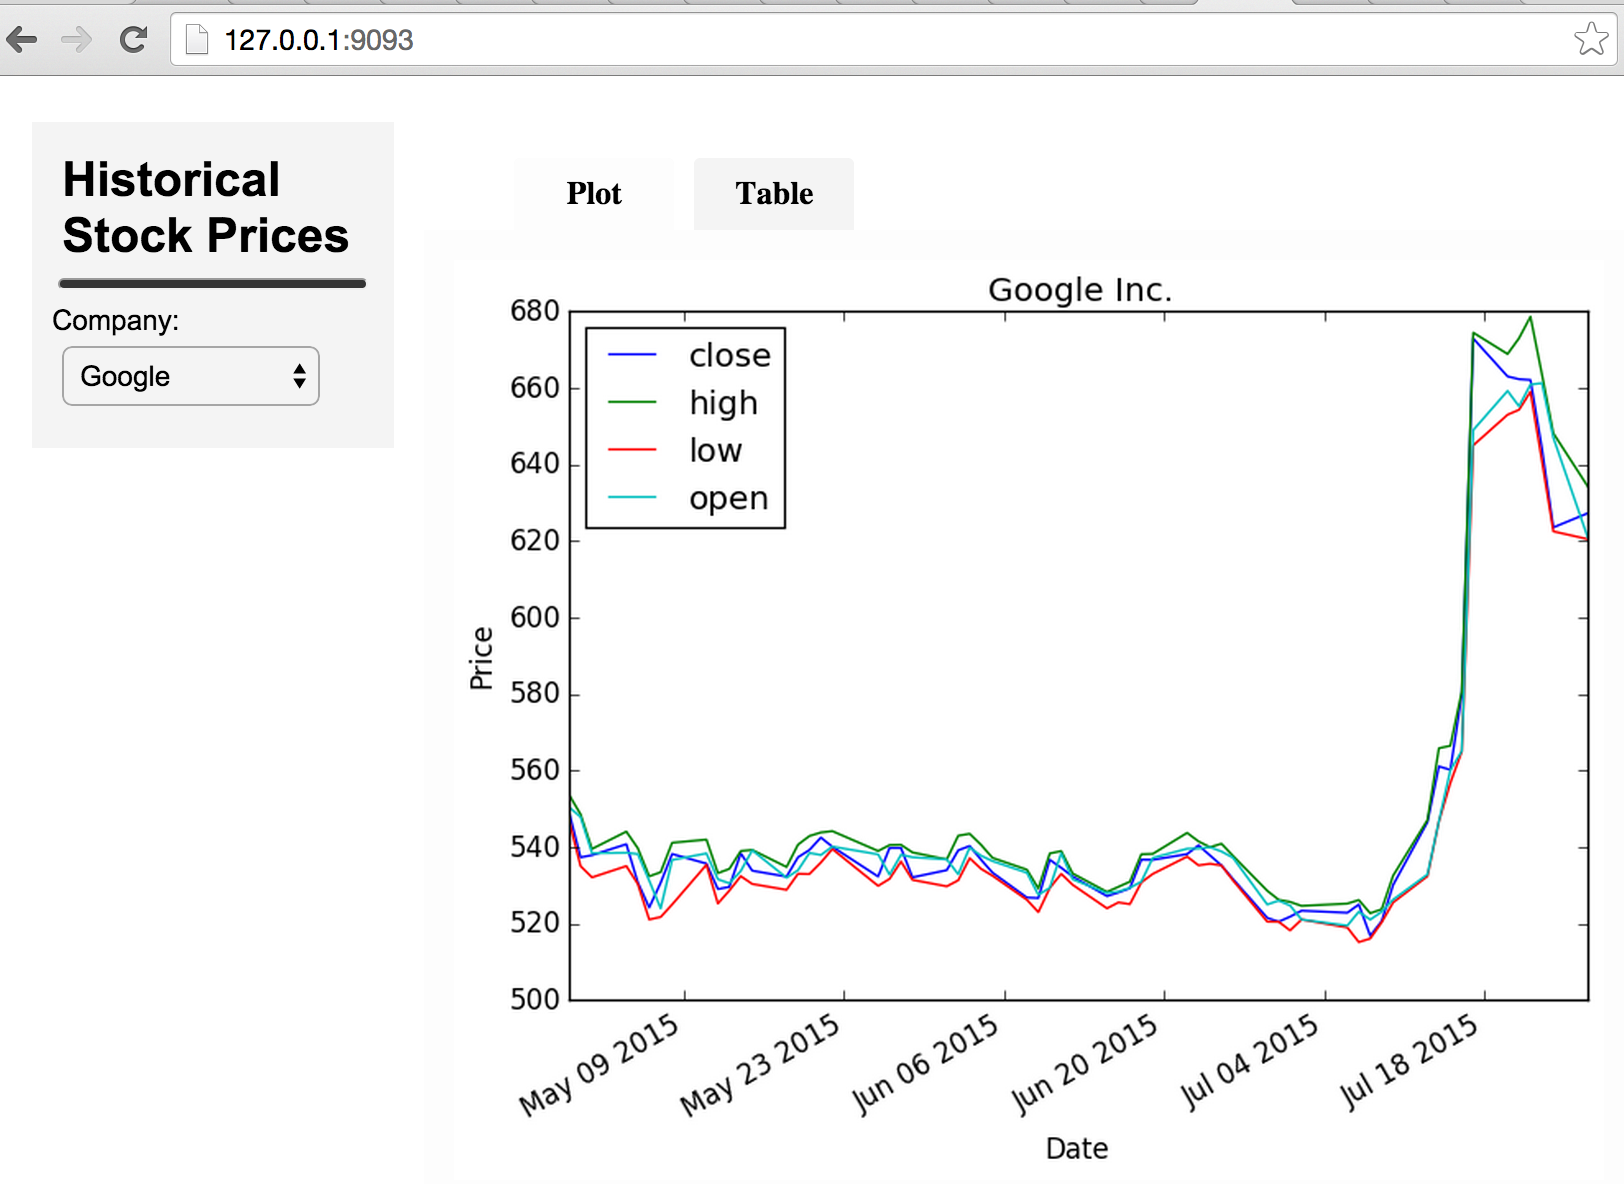 127.0.0.1:9093
Historical
Stock Prices
Company:
Google
Plot
Table
Google Inc.
680
660
640
620
600
580
560
540
520
500
close
high
low
open
Price
May 09 2015
May 23 2015
Jun 06 2015
Jun 20 2015
Jul 04 2015
Jul 18 2015
Date